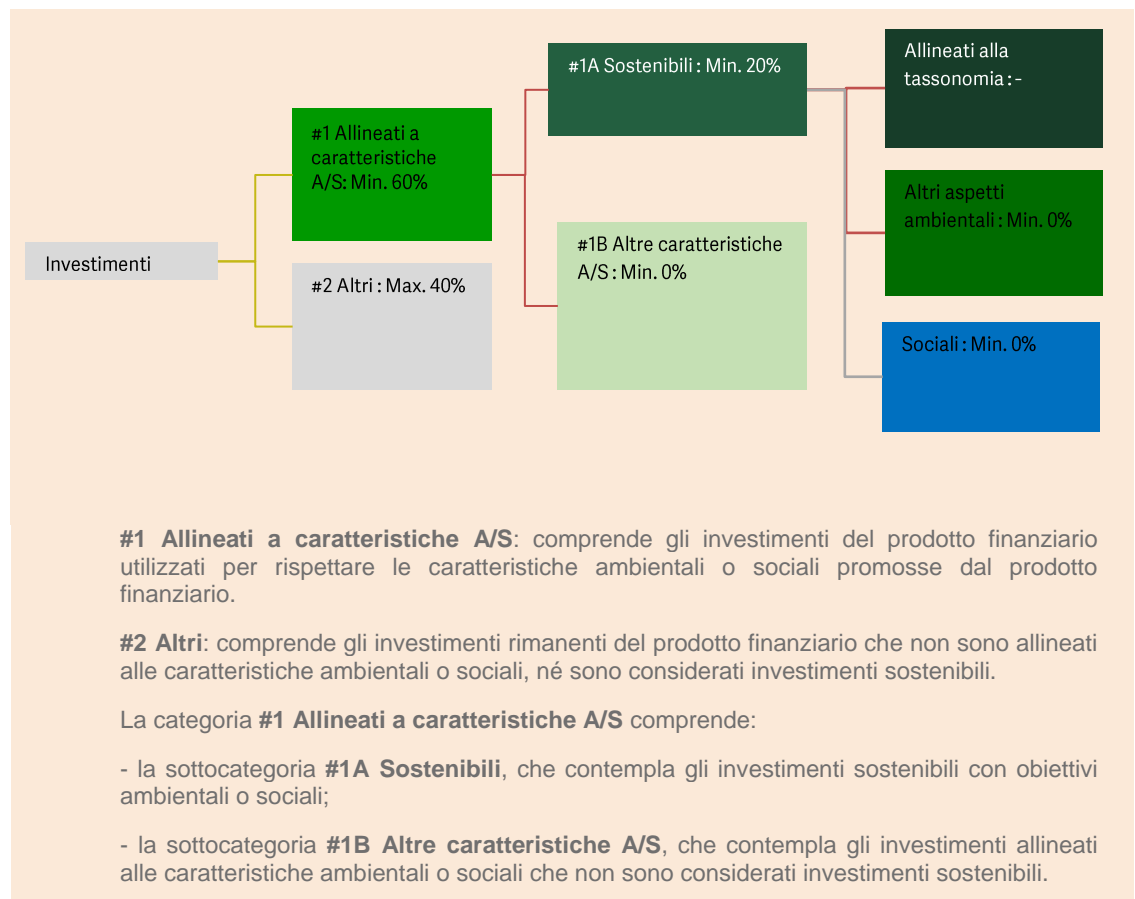 Investimenti
#1 Allineati a
caratteristiche
A/S: Min. 60%
#2 Altri : Max. 40%
#1A Sostenibili : Min. 20%
#1B Altre caratteristiche
A/S : Min. 0%
Allineati alla
tassonomia : -
Altri aspetti
ambientali : Min. 0%
Sociali : Min. 0%
#1 Allineati a caratteristiche A/S: comprende gli investimenti del prodotto finanziario
utilizzati per rispettare le caratteristiche ambientali o sociali promosse dal prodotto
finanziario.
#2 Altri: comprende gli investimenti rimanenti del prodotto finanziario che non sono allineati
alle caratteristiche ambientali o sociali, né sono considerati investimenti sostenibili.
La categoria #1 Allineati a caratteristiche A/S comprende:
- la sottocategoria #1A Sostenibili, che contempla gli investimenti sostenibili con obiettivi
ambientali o sociali;
- la sottocategoria #1B Altre caratteristiche A/S, che contempla gli investimenti allineati
alle caratteristiche ambientali o sociali che non sono considerati investimenti sostenibili.